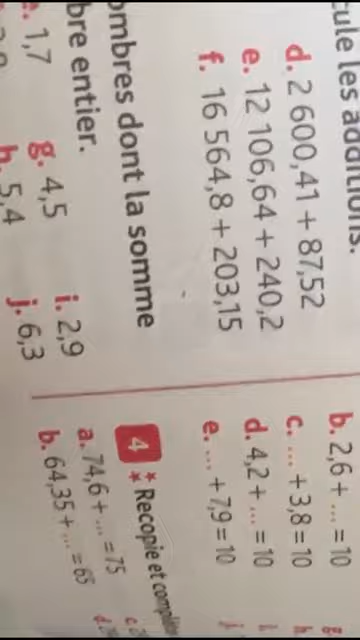 cule les additions.
d. 2 600,41 + 87,52
e. 12 106,64 + 240,2
f. 16 564,8 + 203,15
ombres dont la somme
bre entier.
1,7
g. 4,5
i. 2,9
h. 5,4
j. 6,3
b. 2,6 + ... = 10
c. ... + 3,8 = 10
d. 4,2 + ... = 10
e. ... + 7,9 = 10
4 ** Recopie et complè
a. 74,6 + ... = 75
b. 64,35 + ... = 65